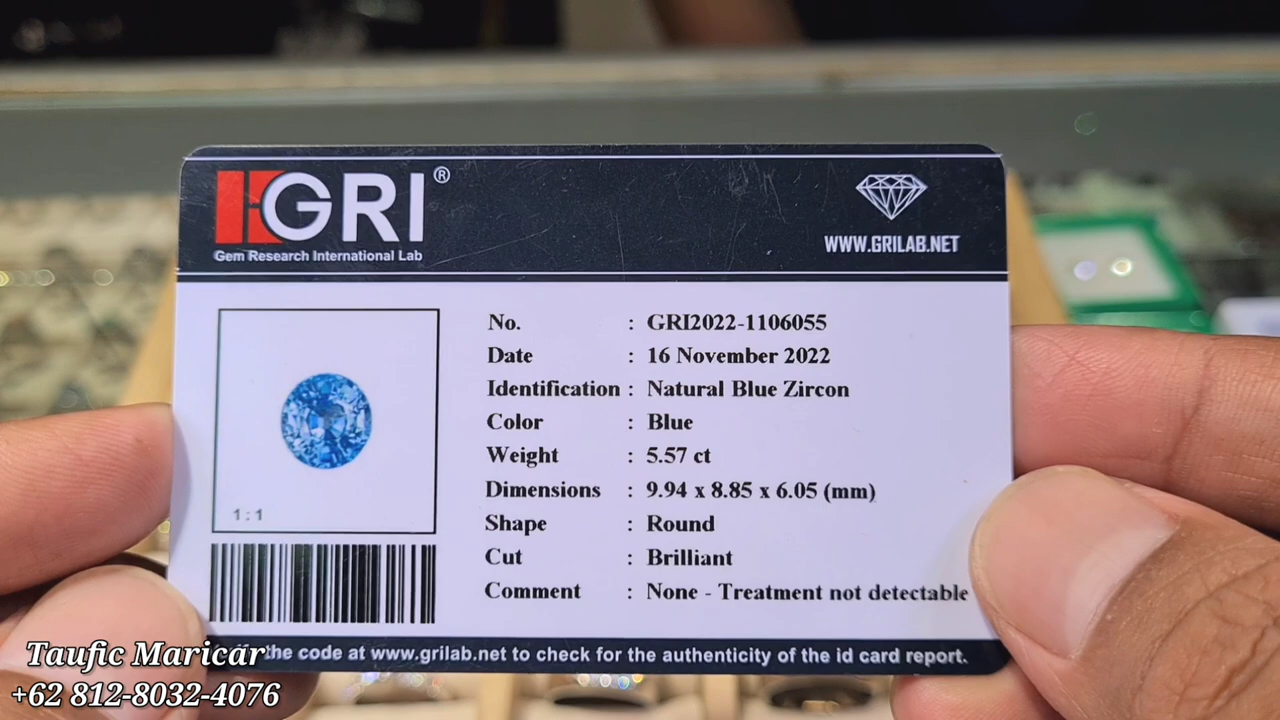 GRI®
Gem Research International Lab
WWW.GRILAB.NET
No. : GRI2022-1106055
Date : 16 November 2022
Identification : Natural Blue Zircon
Color : Blue
Weight : 5.57 ct
Dimensions : 9.94 x 8.85 x 6.05 (mm)
Shape : Round
Cut : Brilliant
Comment : None - Treatment not detectable
1:1
the code at www.grilab.net to check for the authenticity of the id card report.
Taufic Maricar
+62 812-8032-4076